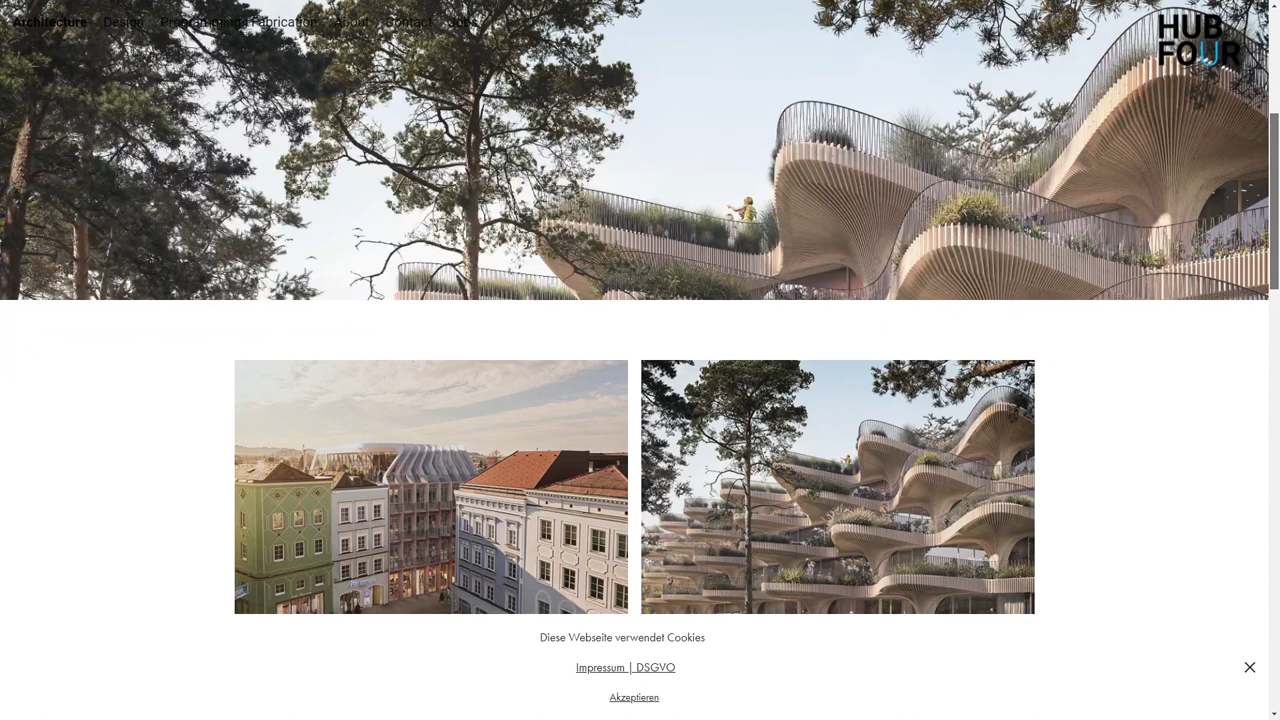 Architecture Design Programming | Fabrication About Contact Jobs
HUB
FOUR
Diese Webseite verwendet Cookies
Impressum | DSGVO
Akzeptieren